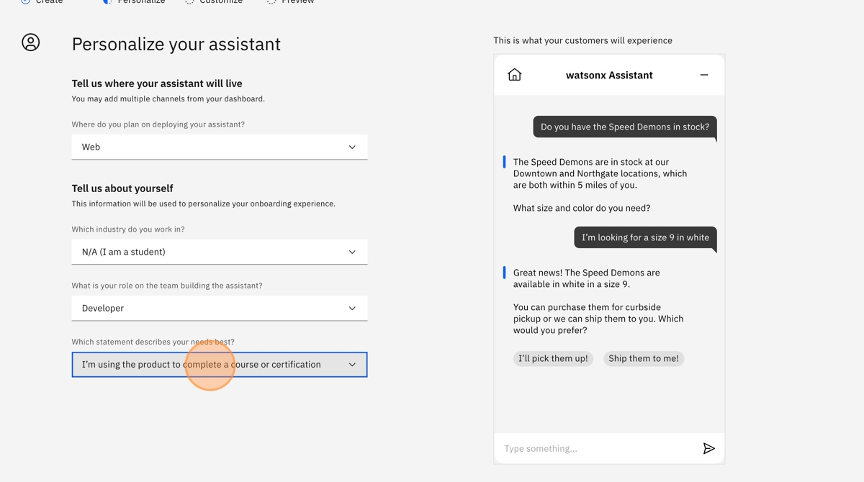 Create
Personalize
Customize
Preview
Personalize your assistant
Tell us where your assistant will live
You may add multiple channels from your dashboard.
Where do you plan on deploying your assistant?
Web
Tell us about yourself
This information will be used to personalize your onboarding experience.
Which industry do you work in?
N/A (I am a student)
What is your role on the team building the assistant?
Developer
Which statement describes your needs best?
I'm using the product to complete a course or certification
This is what your customers will experience
watsonx Assistant
Do you have the Speed Demons in stock?
The Speed Demons are in stock at our
Downtown and Northgate locations, which
are both within 5 miles of you.
What size and color do you need?
I'm looking for a size 9 in white
Great news! The Speed Demons are
available in white in a size 9.
You can purchase them for curbside
pickup or we can ship them to you. Which
would you prefer?
I'll pick them up!
Ship them to me!
Type something...